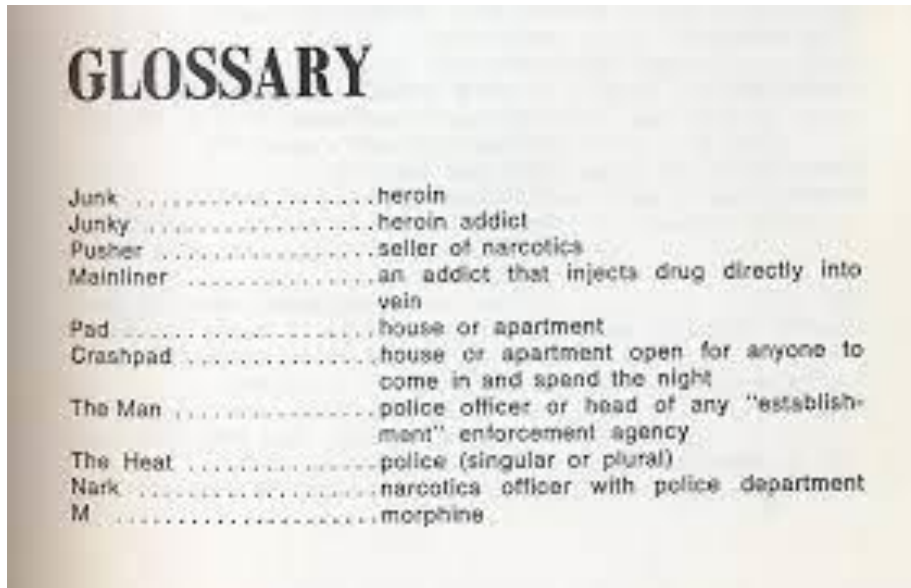 GLOSSARY
Junk ..................heroin
Junky ..................heroin addict
Pusher ................seller of narcotics
Mainliner ..............an addict that injects drug directly into
vein
Pad ...................house or apartment
Crashpad ..............house or apartment open for anyone to
come in and spend the night
The Man ...............police officer or head of any "establish-
ment" enforcement agency
The Heat ..............police (singular or plural)
Nark ..................narcotics officer with police department
M ....................morphine